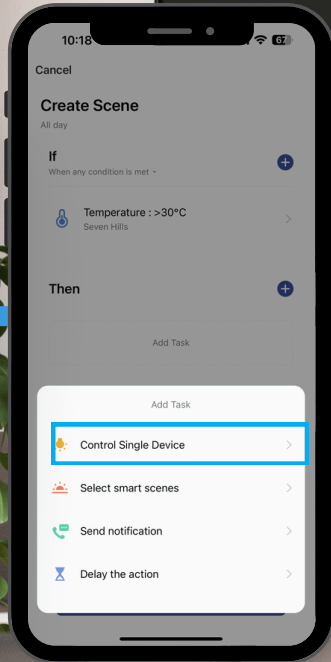 10:18
67
Cancel
Create Scene
All day
If
When any condition is met
Temperature : >30°C
Seven Hills
Then
Add Task
Add Task
Control Single Device
Select smart scenes
Send notification
Delay the action